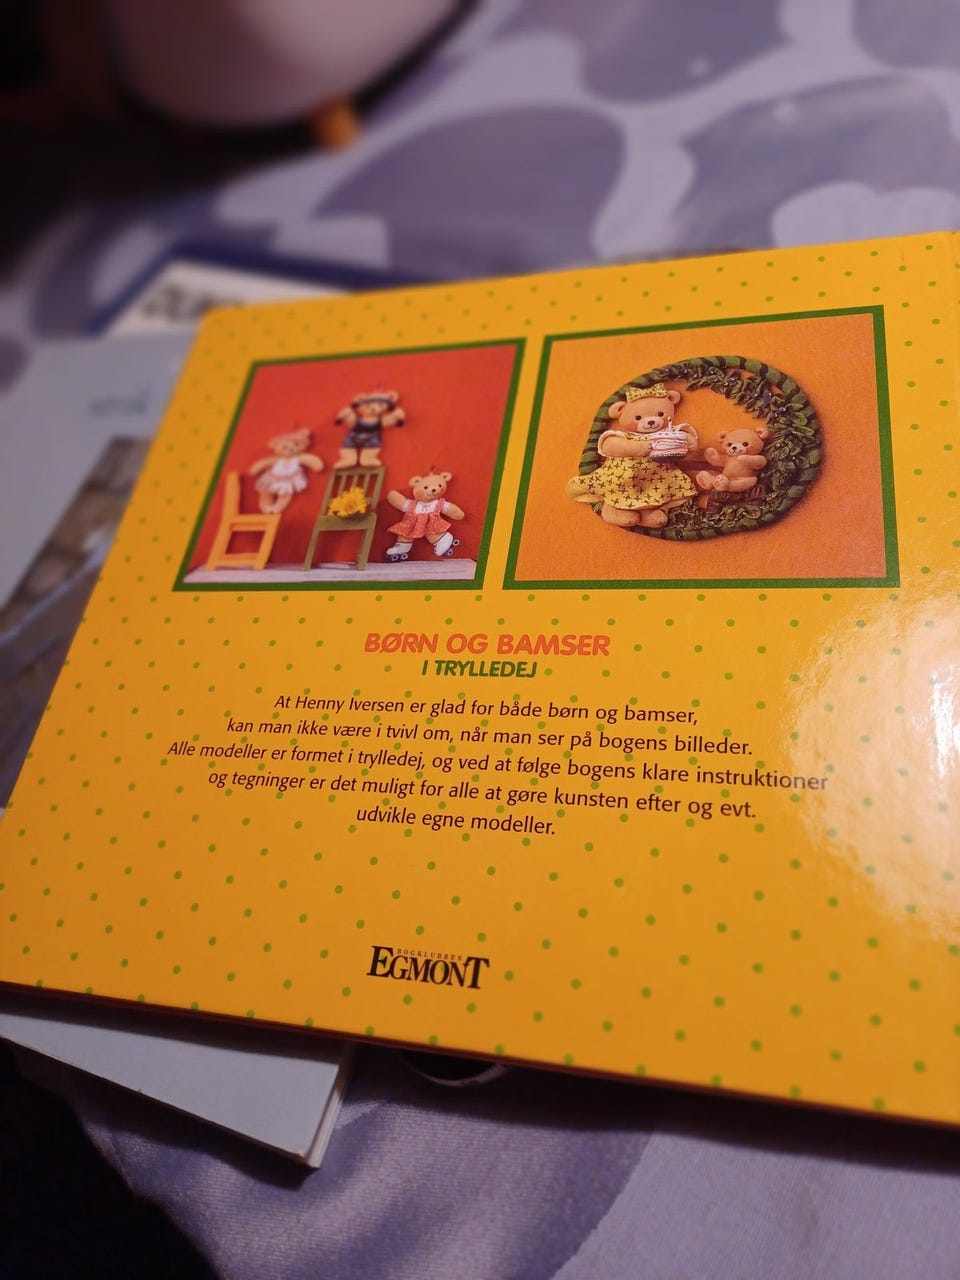 BØRN OG BAMSER
I TRYLLEDEJ
At Henny Iversen er glad for både børn og bamser,
kan man ikke være i tvivl om, når man ser på bogens billeder.
Alle modeller er formet i trylledej, og ved at følge bogens klare instruktioner
og tegninger er det muligt for alle at gøre kunsten efter og evt.
udvikle egne modeller.
BOGKLUBBEN
EGMONT